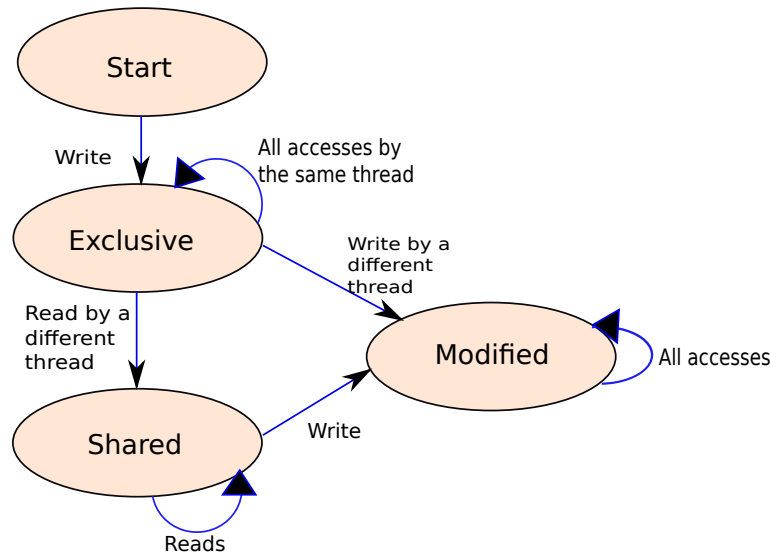 Start
Write
All accesses by
the same thread
Exclusive
Write by a
different
thread
Read by a
different
thread
Modified
All accesses
Shared
Write
Reads